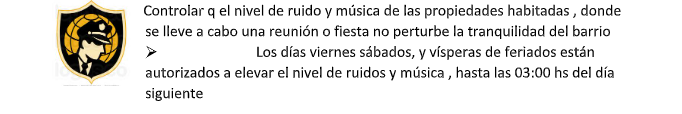 Controlar q el nivel de ruido y música de las propiedades habitadas , donde
se lleve a cabo una reunión o fiesta no perturbe la tranquilidad del barrio
➢ Los días viernes sábados, y vísperas de feriados están
autorizados a elevar el nivel de ruidos y música , hasta las 03:00 hs del día
siguiente